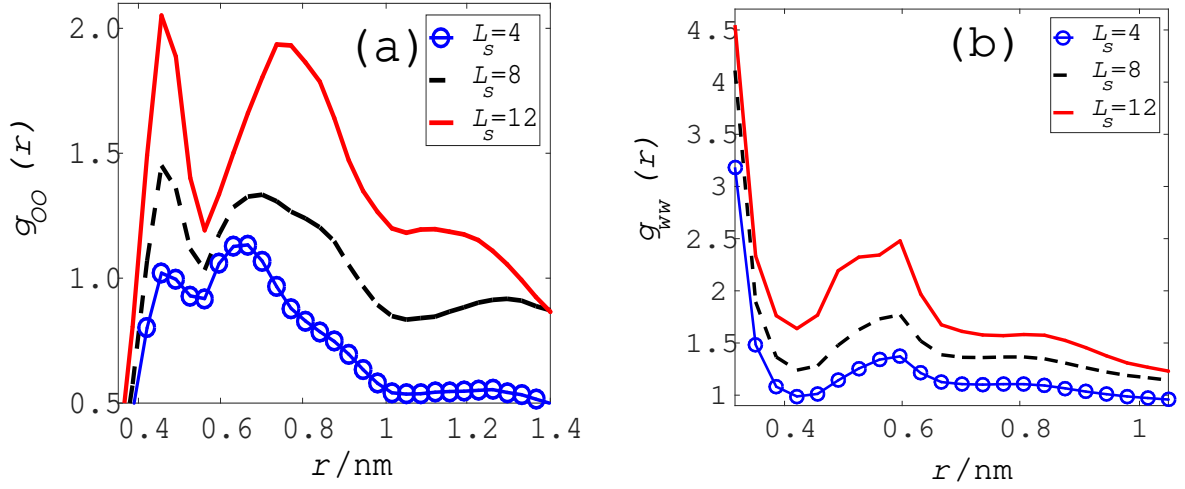 (a)
L_s=4
L_s=8
L_s=12
2.0
1.5
1.0
0.5
g_OO (r)
0.4 0.6 0.8 1 1.2 1.4
r/nm
(b)
L_s=4
L_s=8
L_s=12
4.5
4
3.5
3
2.5
2
1.5
1
g_ww (r)
0.4 0.6 0.8 1
r/nm